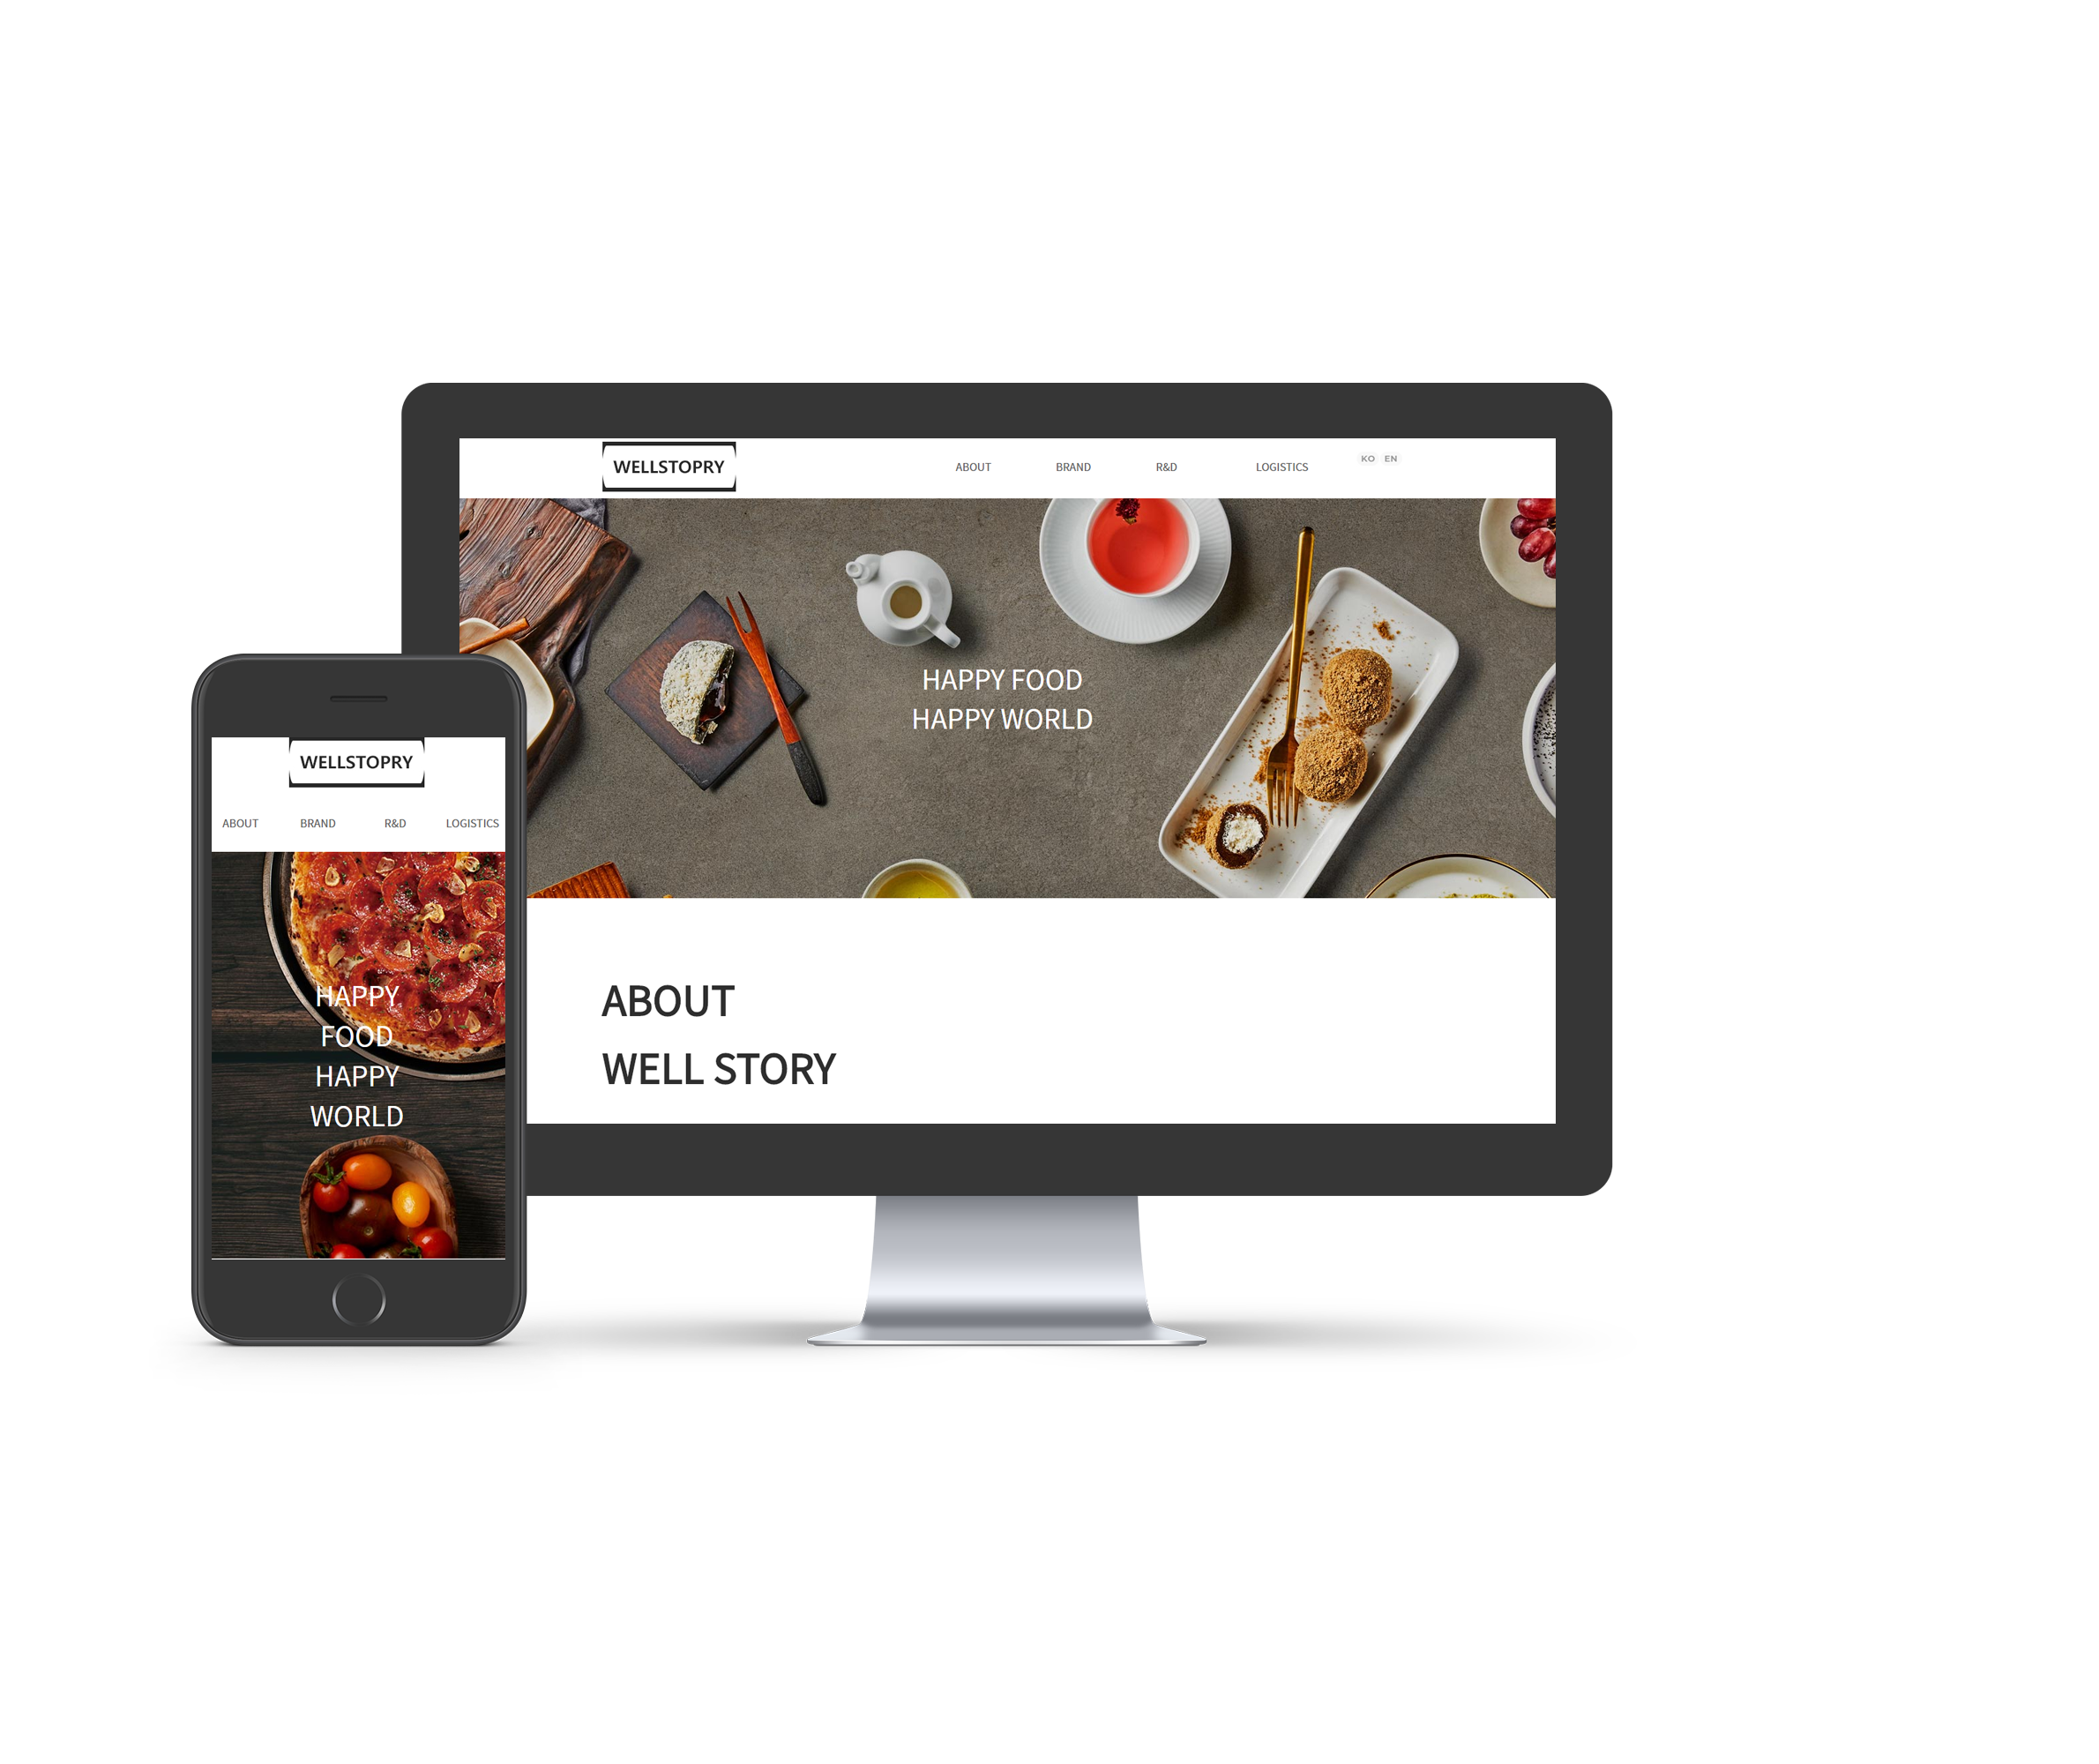 WELLSTOPRY
ABOUT BRAND R&D LOGISTICS KO EN
HAPPY FOOD
HAPPY WORLD
ABOUT
WELL STORY
WELLSTOPRY
ABOUT BRAND R&D LOGISTICS
HAPPY
FOOD
HAPPY
WORLD